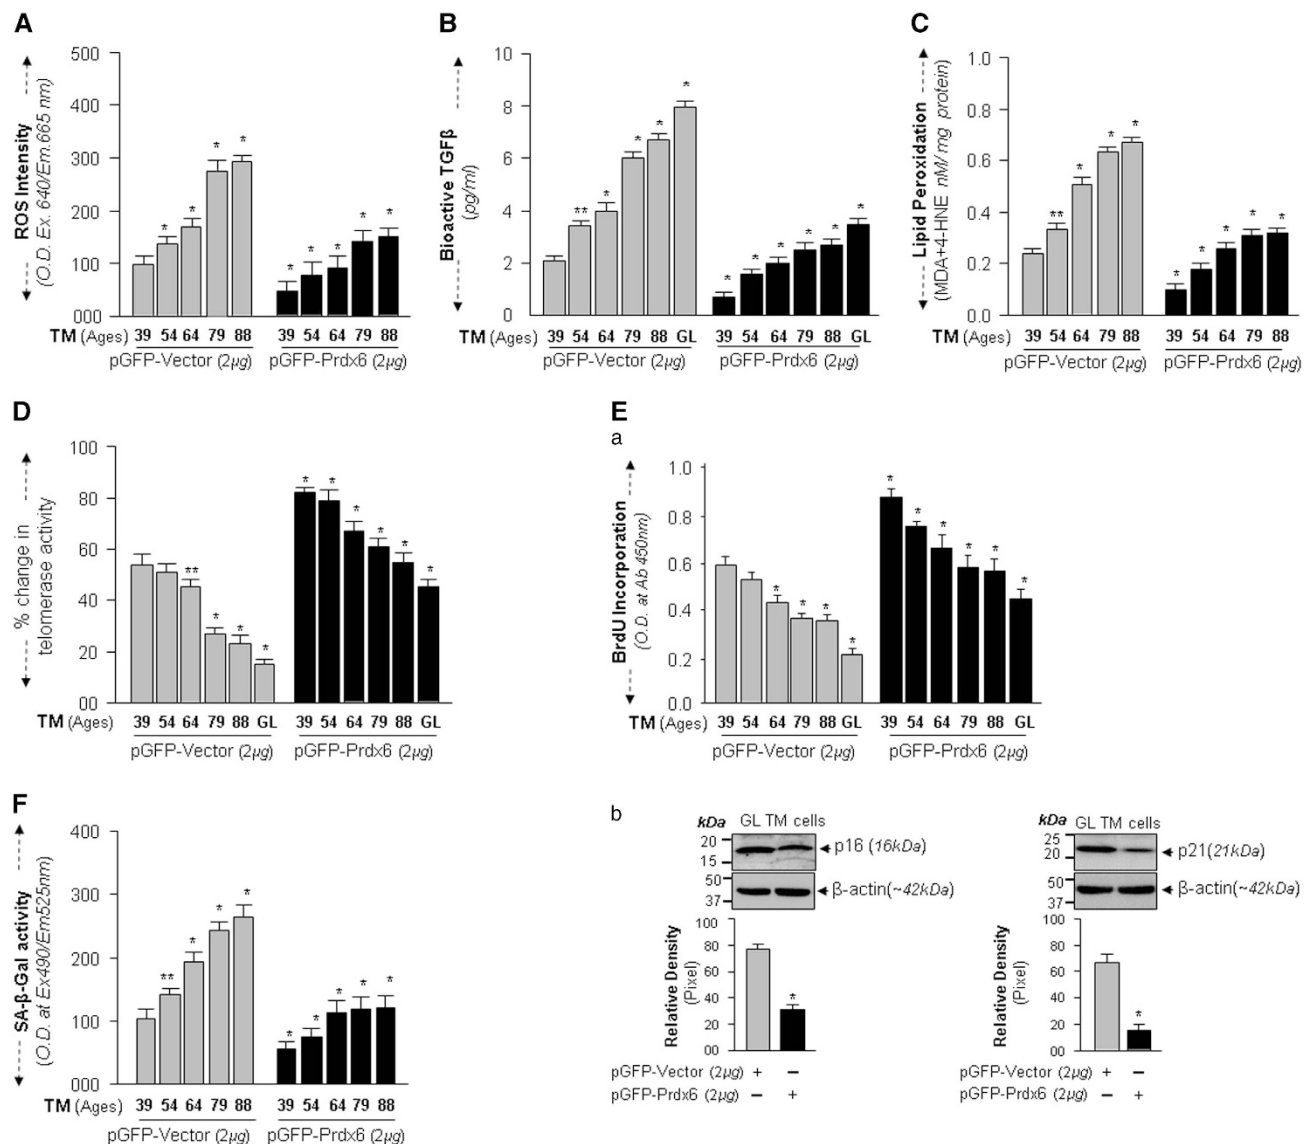 A
ROS Intensity
(O.D. Ex. 640/Em.665 nm)
500
400
300
200
100
000
* * * *
* * * * *
TM (Ages) 39 54 64 79 88 39 54 64 79 88
pGFP-Vector (2µg) pGFP-Prdx6 (2µg)
B
Bioactive TGFβ
(pg/ml)
10
8
6
4
2
0
** * * * *
* * * * * *
TM (Ages) 39 54 64 79 88 GL 39 54 64 79 88 GL
pGFP-Vector (2µg) pGFP-Prdx6 (2µg)
C
Lipid Peroxidation
(MDA+4-HNE nM/ mg protein)
1.0
0.8
0.6
0.4
0.2
0.0
** * * *
* * * * *
TM (Ages) 39 54 64 79 88 39 54 64 79 88
pGFP-Vector (2µg) pGFP-Prdx6 (2µg)
D
% change in
telomerase activity
100
80
60
40
20
00
** * * *
* * * * * *
TM (Ages) 39 54 64 79 88 GL 39 54 64 79 88 GL
pGFP-Vector (2µg) pGFP-Prdx6 (2µg)
E
a
BrdU Incorporation
(O.D. at Ab 450nm)
1.0
0.8
0.6
0.4
0.2
0.0
* * * *
* * * * * *
TM (Ages) 39 54 64 79 88 GL 39 54 64 79 88 GL
pGFP-Vector (2µg) pGFP-Prdx6 (2µg)
F
SA-β-Gal activity
(O.D. at Ex490/Em525nm)
400
300
200
100
000
** * * *
* * * * *
TM (Ages) 39 54 64 79 88 39 54 64 79 88
pGFP-Vector (2µg) pGFP-Prdx6 (2µg)
b
kDa GL TM cells
20
15
p16 (16kDa)
50
37
β-actin(~42kDa)
Relative Density
(Pixel)
100
80
60
40
20
00
*
pGFP-Vector (2µg) + −
pGFP-Prdx6 (2µg) − +
kDa GL TM cells
25
20
p21(21kDa)
50
37
β-actin(~42kDa)
Relative Density
(Pixel)
100
80
60
40
20
00
*
pGFP-Vector (2µg) + −
pGFP-Prdx6 (2µg) − +